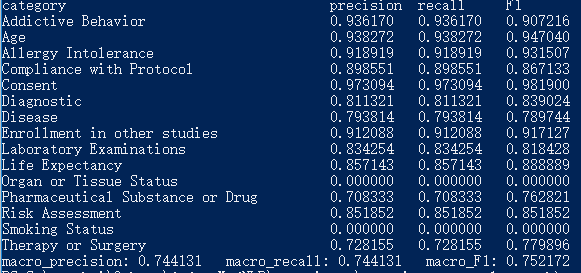 category precision recall F1
Addictive Behavior 0.936170 0.936170 0.907216
Age 0.938272 0.938272 0.947040
Allergy Intolerance 0.918919 0.918919 0.931507
Compliance with Protocol 0.898551 0.898551 0.867133
Consent 0.973094 0.973094 0.981900
Diagnostic 0.811321 0.811321 0.839024
Disease 0.793814 0.793814 0.789744
Enrollment in other studies 0.912088 0.912088 0.917127
Laboratory Examinations 0.834254 0.834254 0.818428
Life Expectancy 0.857143 0.857143 0.888889
Organ or Tissue Status 0.000000 0.000000 0.000000
Pharmaceutical Substance or Drug 0.708333 0.708333 0.762821
Risk Assessment 0.851852 0.851852 0.851852
Smoking Status 0.000000 0.000000 0.000000
Therapy or Surgery 0.728155 0.728155 0.779896
macro_precision: 0.744131 macro_recall: 0.744131 macro_F1: 0.752172